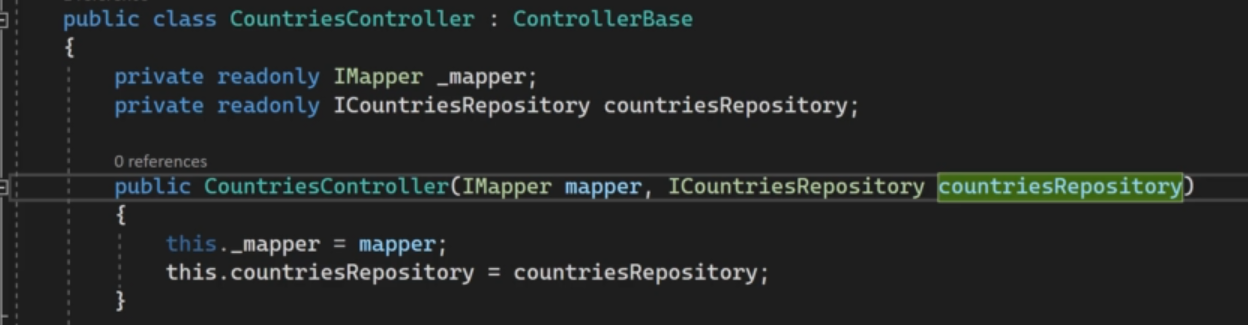 public class CountriesController : ControllerBase
{
private readonly IMapper _mapper;
private readonly ICountriesRepository countriesRepository;
0 references
public CountriesController(IMapper mapper, ICountriesRepository countriesRepository)
{
this._mapper = mapper;
this.countriesRepository = countriesRepository;
}